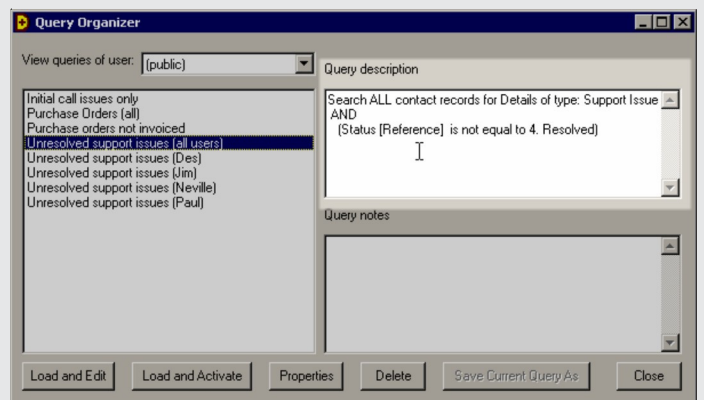 Query Organizer
View queries of user: (public)
Initial call issues only
Purchase Orders (all)
Purchase orders not invoiced
Unresolved support issues (all users)
Unresolved support issues (Des)
Unresolved support issues (Jim)
Unresolved support issues (Neville)
Unresolved support issues (Paul)
Query description
Search ALL contact records for Details of type: Support Issue
AND
(Status [Reference] is not equal to 4. Resolved)
Query notes
Load and Edit Load and Activate Properties Delete Save Current Query As Close